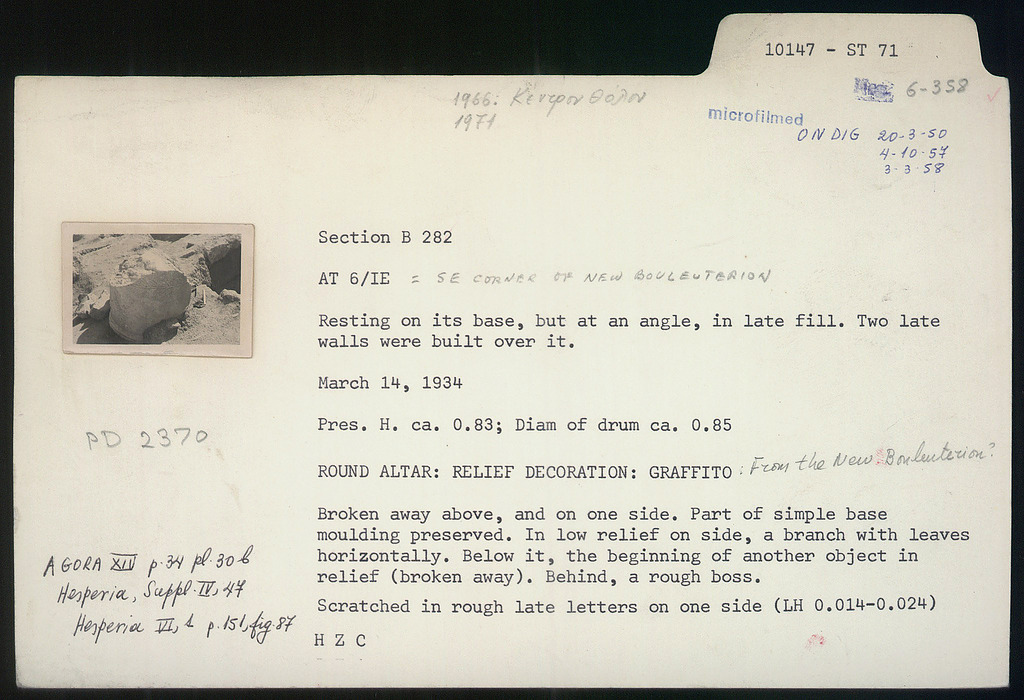 10147 - ST 71
6-358
1966: Κέντρον Θόλου
1971
microfilmed
ON DIG 20-3-50
4-10-57
3-3-58
Section B 282
AT 6/IE = SE CORNER OF NEW BOULEUTERION
Resting on its base, but at an angle, in late fill. Two late
walls were built over it.
March 14, 1934
Pres. H. ca. 0.83; Diam of drum ca. 0.85
PD 2370
ROUND ALTAR: RELIEF DECORATION: GRAFFITO : From the New Bouleuterion?
Broken away above, and on one side. Part of simple base
moulding preserved. In low relief on side, a branch with leaves
horizontally. Below it, the beginning of another object in
relief (broken away). Behind, a rough boss.
Scratched in rough late letters on one side (LH 0.014-0.024)
H Z C
AGORA XIV p. 34 pl. 30 b
Hesperia, Suppl. IV, 47
Hesperia VI, 1 p. 151, fig. 87